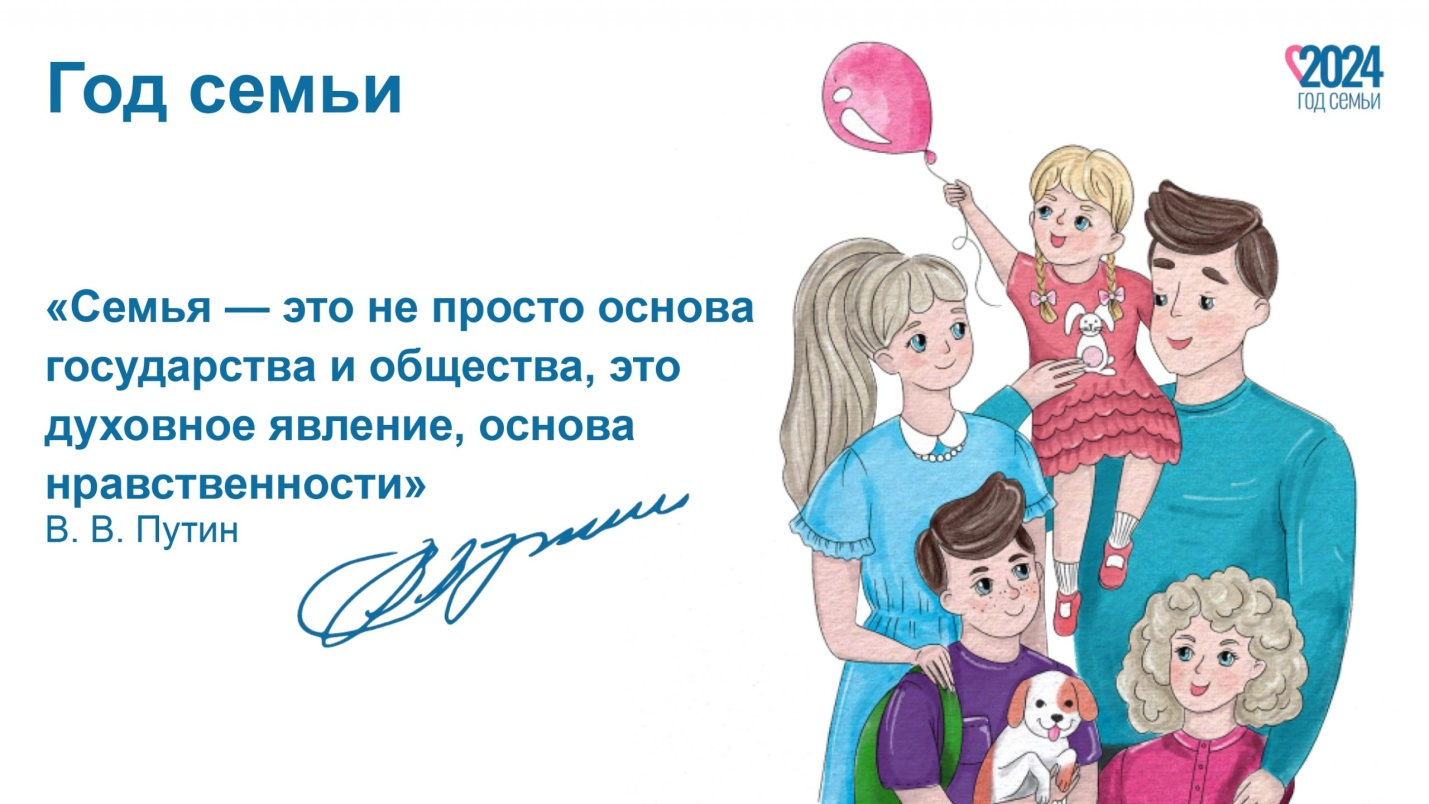 Год семьи
2024
ГОД СЕМЬИ
«Семья — это не просто основа
государства и общества, это
духовное явление, основа
нравственности»
В. В. Путин